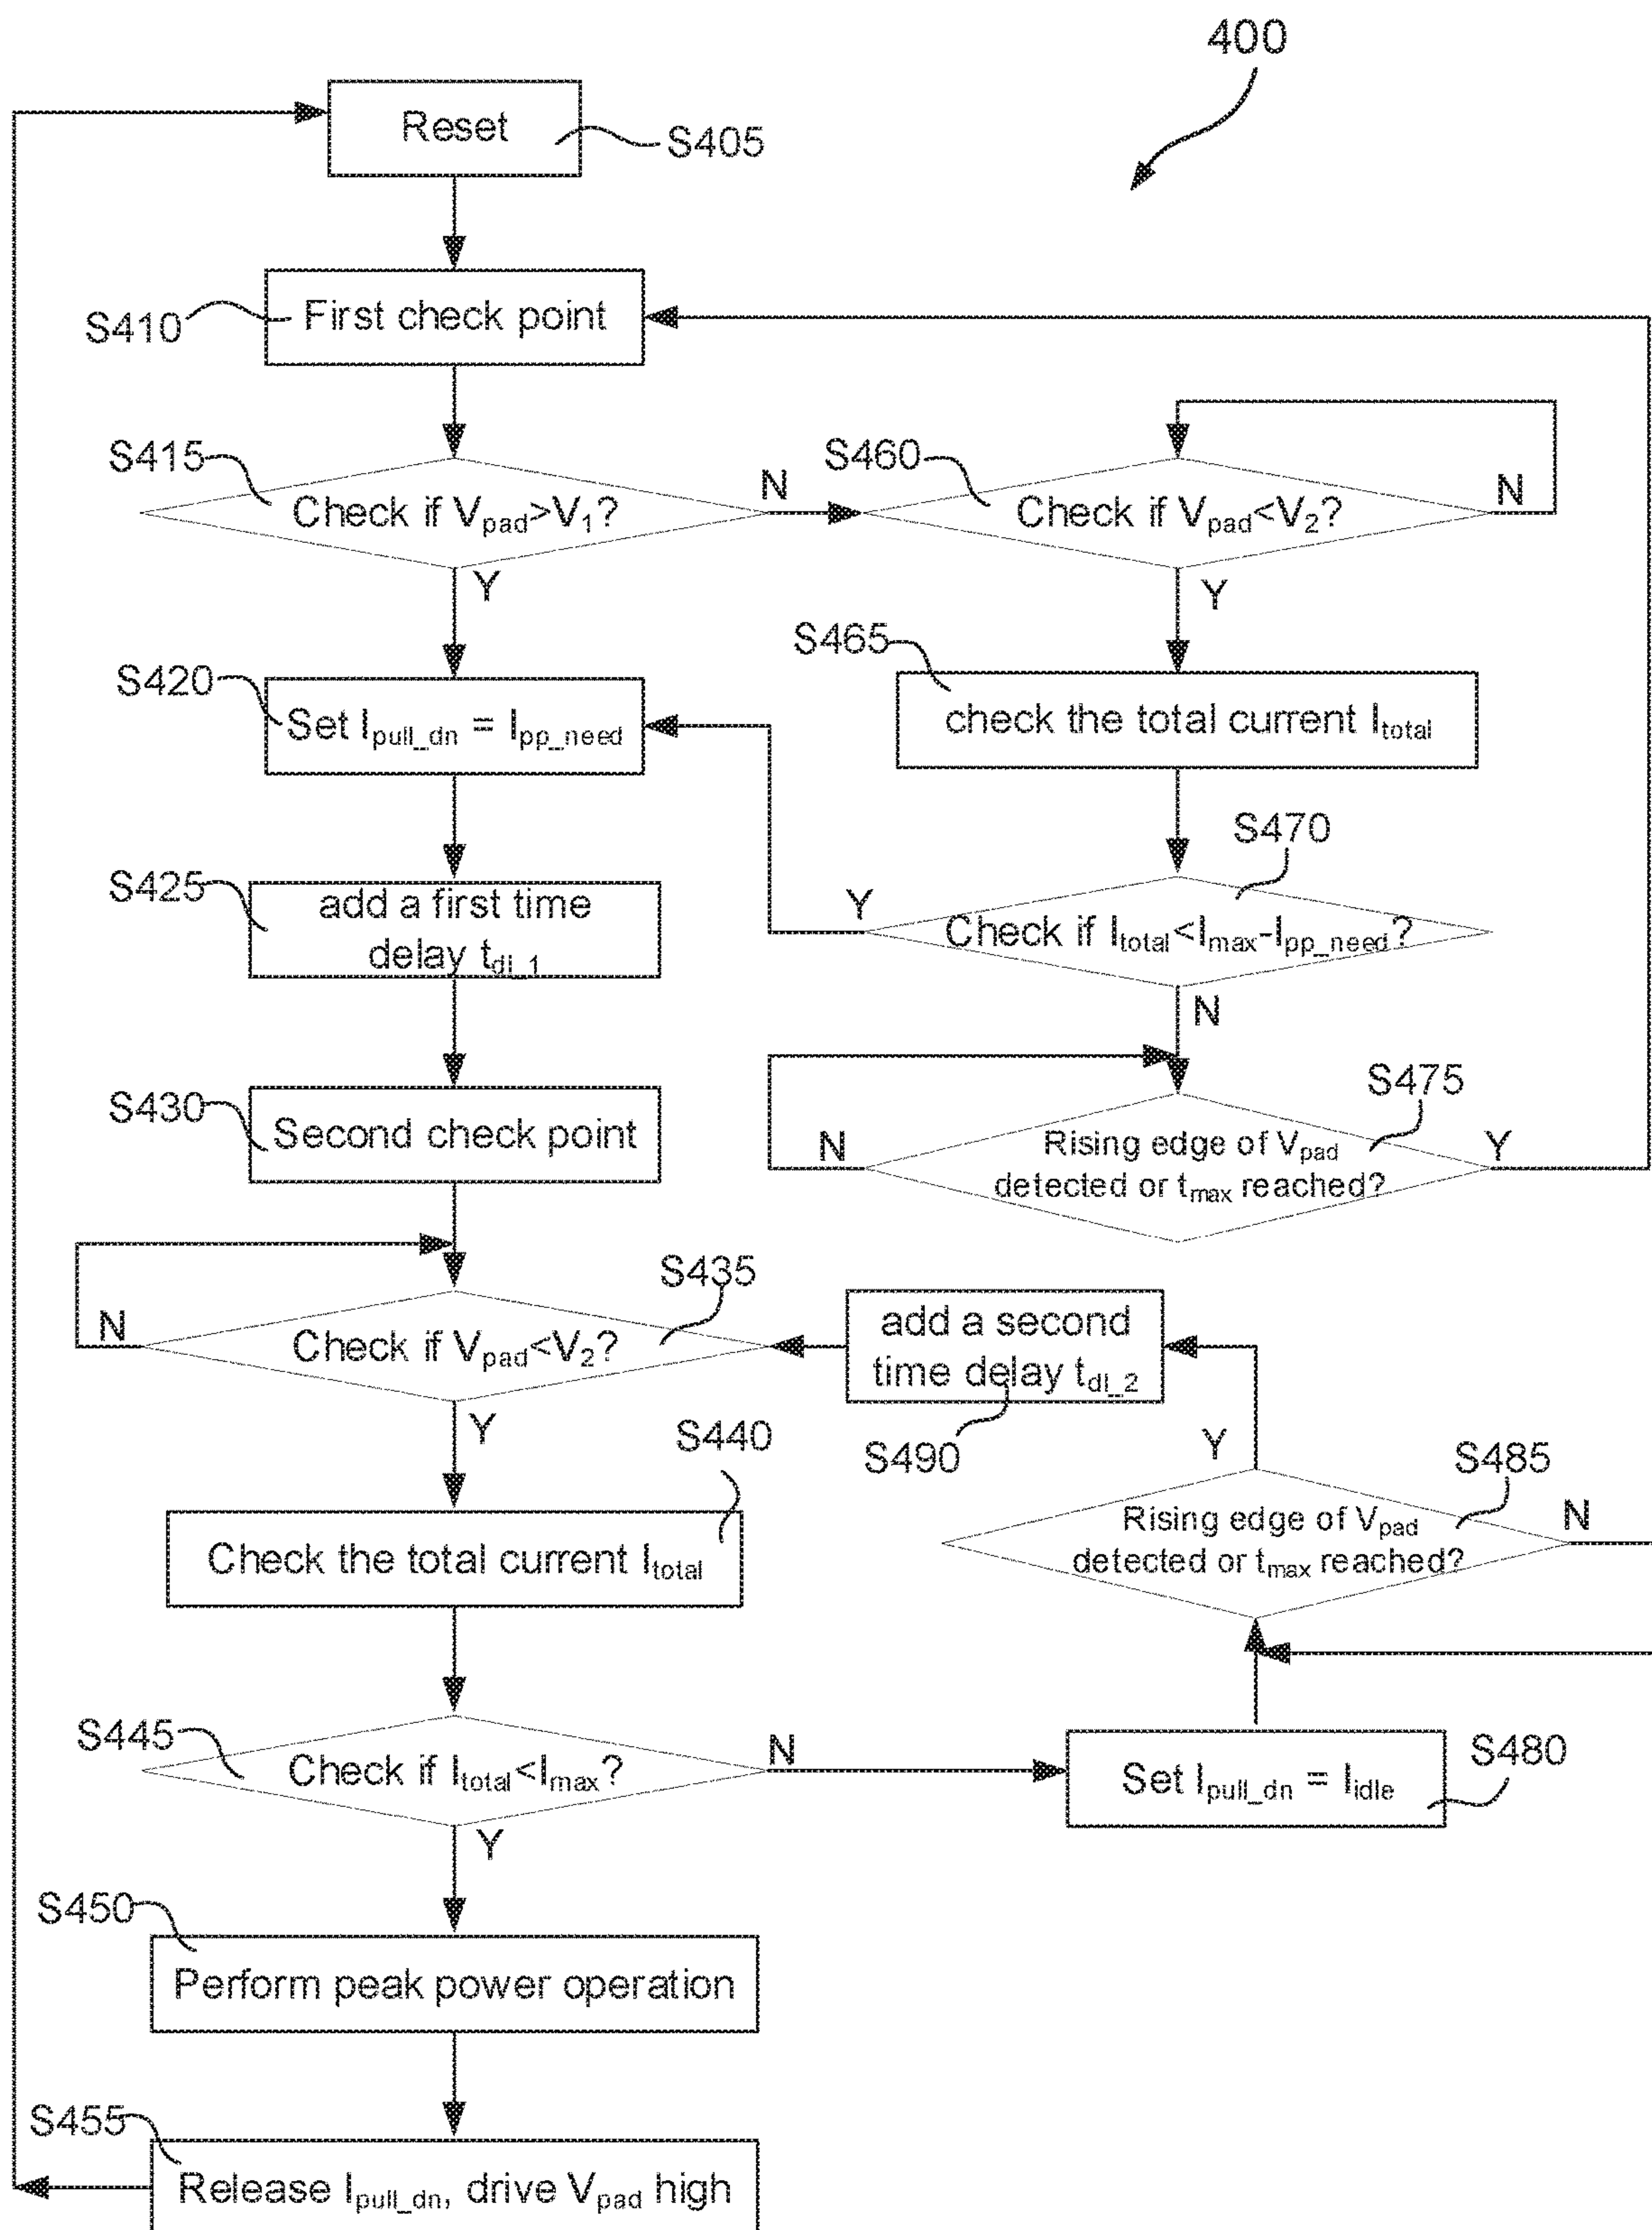 400
Reset
S405
First check point
S410
S415
Check if Vpad>V1?
N
Y
S460
Check if Vpad<V2?
N
Y
S420
Set Ipull_dn = Ipp_need
S465
check the total current Itotal
S425
add a first time
delay tdl_1
S470
Check if Itotal<Imax-Ipp_need?
Y
N
S430
Second check point
S475
Rising edge of Vpad
detected or tmax reached?
N
Y
S435
Check if Vpad<V2?
N
Y
add a second
time delay tdl_2
S490
S440
Check the total current Itotal
Y
S485
Rising edge of Vpad
detected or tmax reached?
N
S445
Check if Itotal<Imax?
N
Y
Set Ipull_dn = Iidle
S480
S450
Perform peak power operation
S455
Release Ipull_dn, drive Vpad high